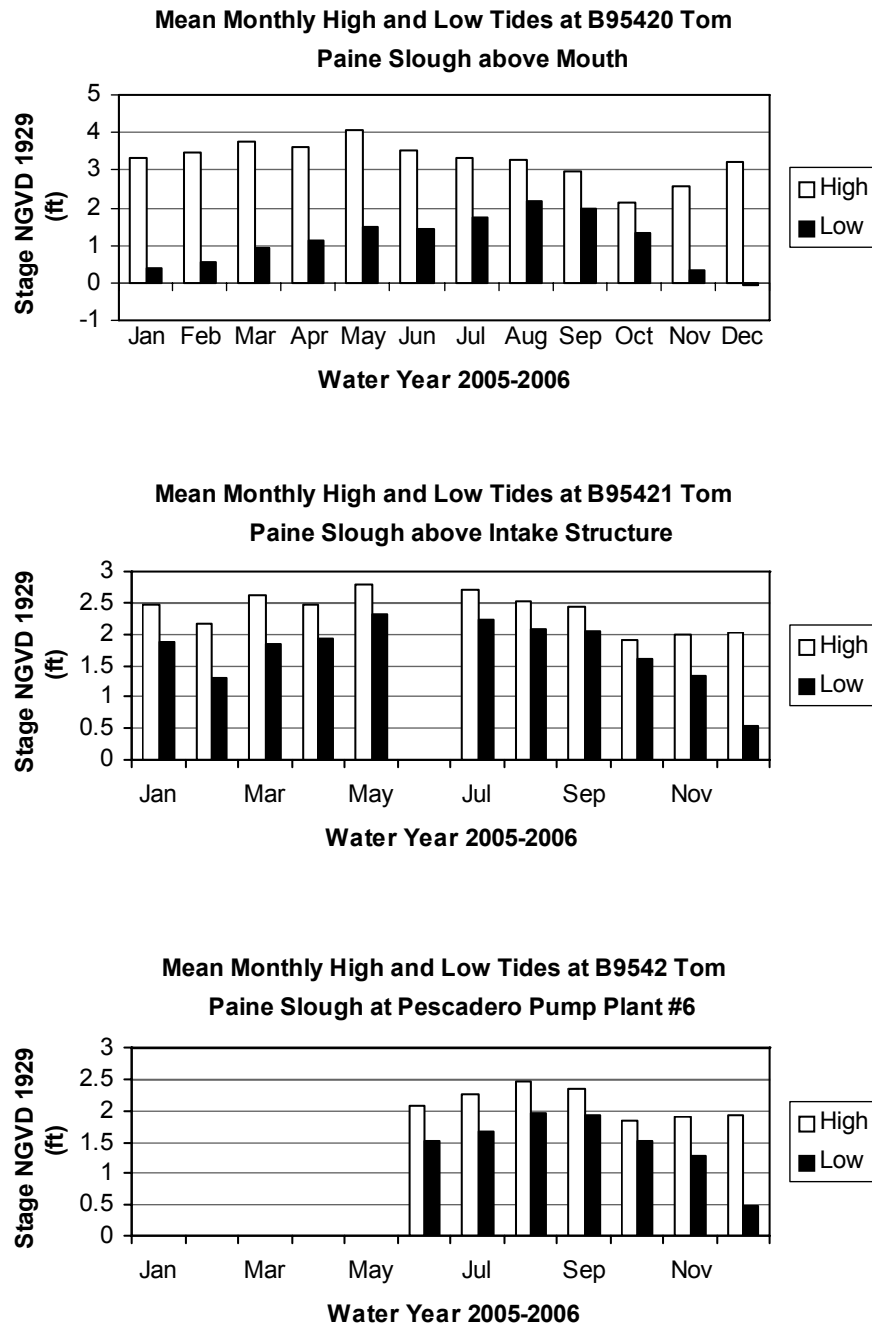 Mean Monthly High and Low Tides at B95420 Tom
Paine Slough above Mouth
Stage NGVD 1929
(ft)
5
4
3
2
1
0
-1
Jan Feb Mar Apr May Jun Jul Aug Sep Oct Nov Dec
Water Year 2005-2006
High
Low
Mean Monthly High and Low Tides at B95421 Tom
Paine Slough above Intake Structure
Stage NGVD 1929
(ft)
3
2.5
2
1.5
1
0.5
0
Jan Mar May Jul Sep Nov
Water Year 2005-2006
High
Low
Mean Monthly High and Low Tides at B9542 Tom
Paine Slough at Pescadero Pump Plant #6
Stage NGVD 1929
(ft)
3
2.5
2
1.5
1
0.5
0
Jan Mar May Jul Sep Nov
Water Year 2005-2006
High
Low